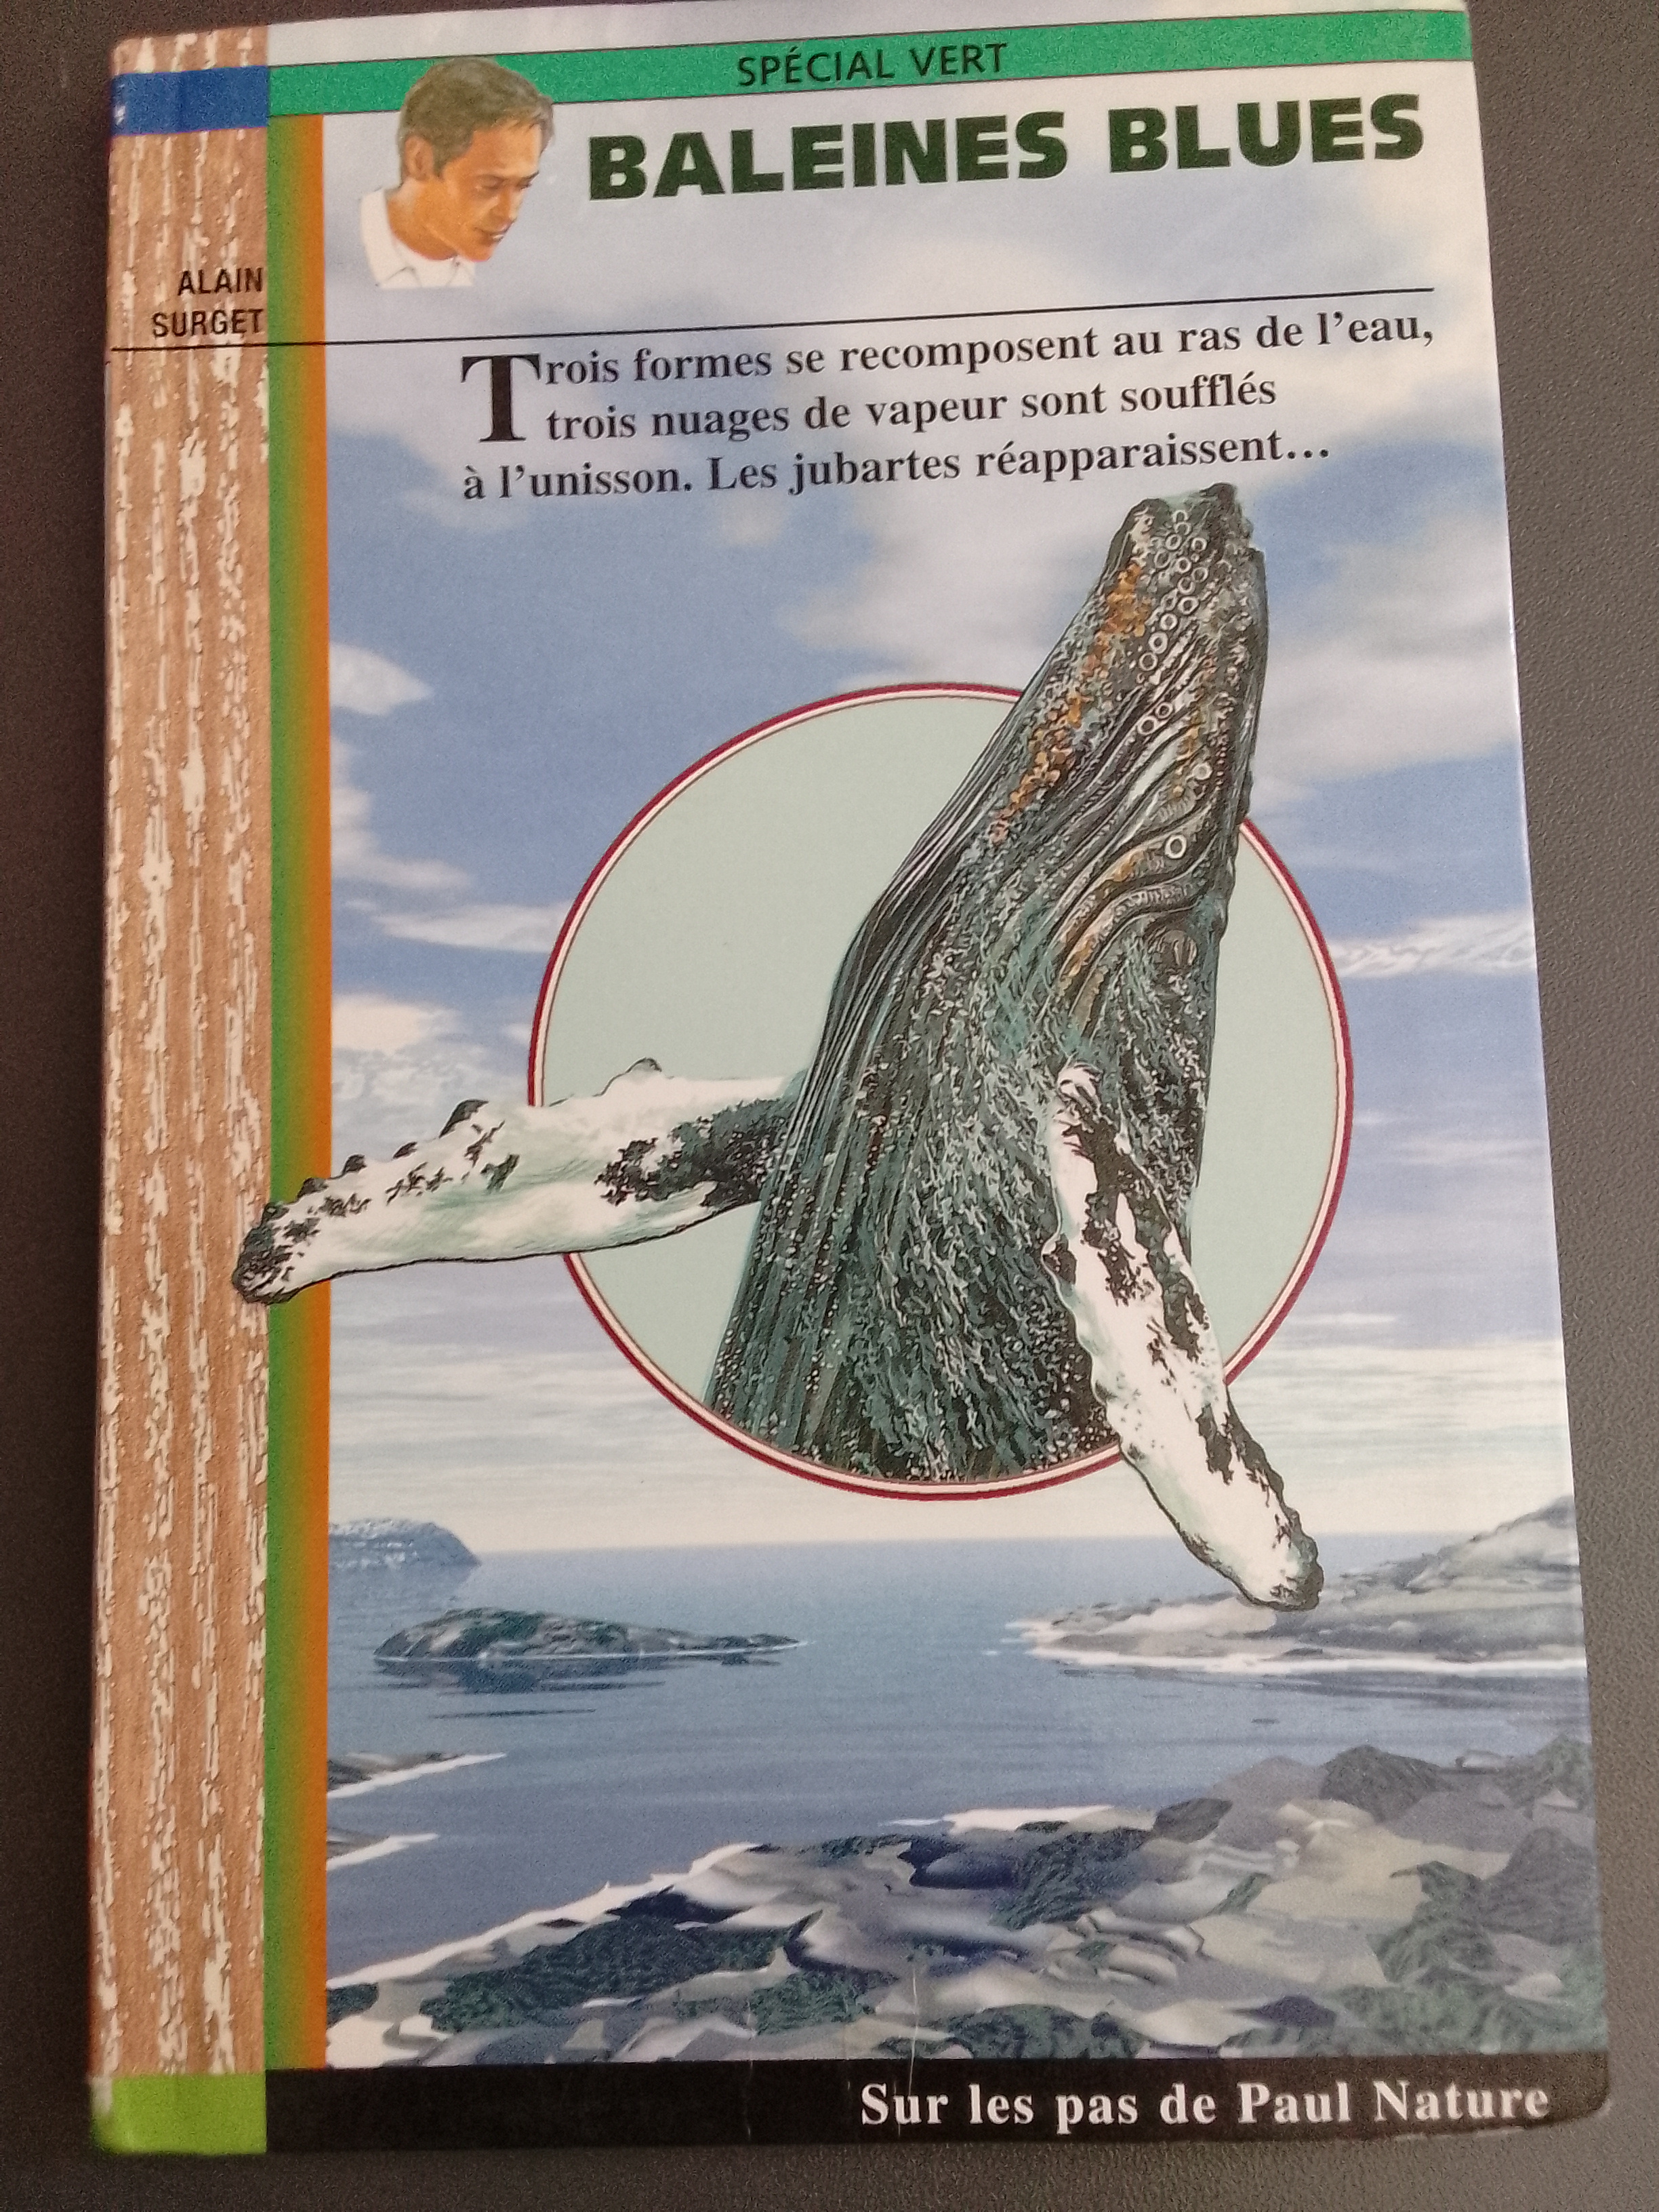 SPÉCIAL VERT
BALEINES BLUES
ALAIN
SURGET
Trois formes se recomposent au ras de l'eau,
trois nuages de vapeur sont soufflés
à l'unisson. Les jubartes réapparaissent...
Sur les pas de Paul Nature